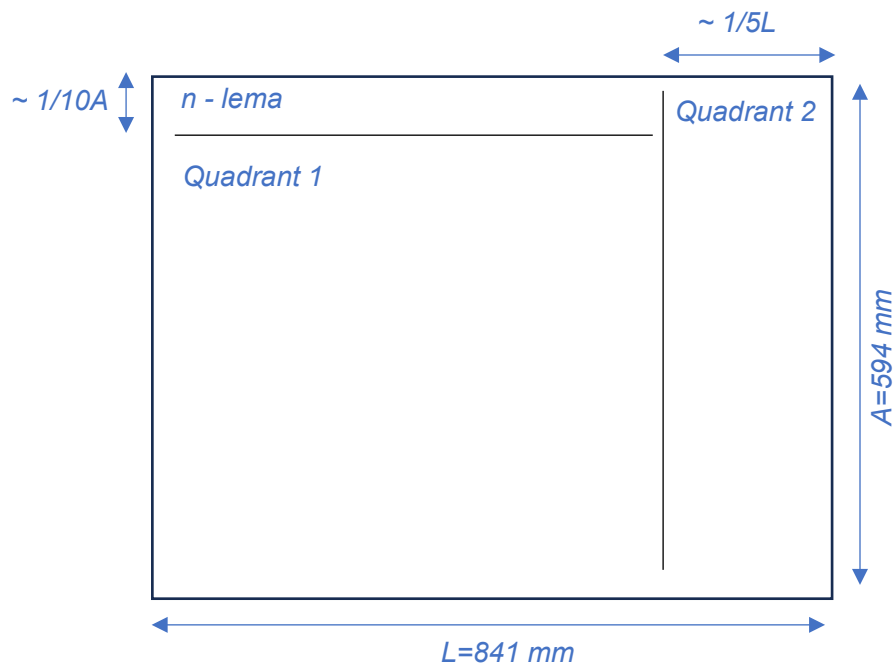 ~ 1/5L
~ 1/10A
n - lema
Quadrant 2
Quadrant 1
A=594 mm
L=841 mm